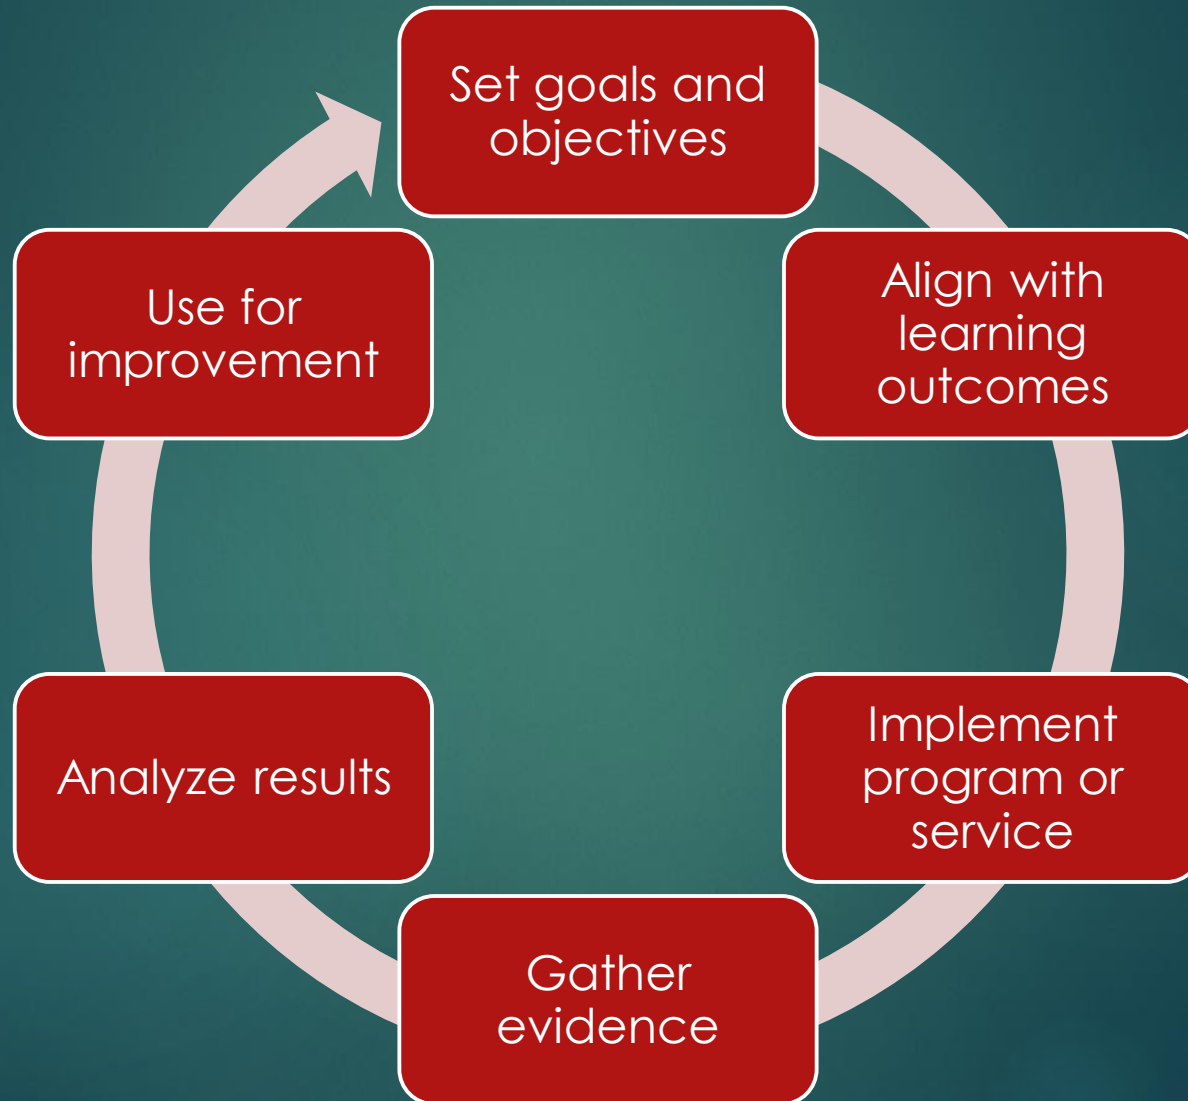 Set goals and
objectives
Align with
learning
outcomes
Implement
program or
service
Gather
evidence
Analyze results
Use for
improvement